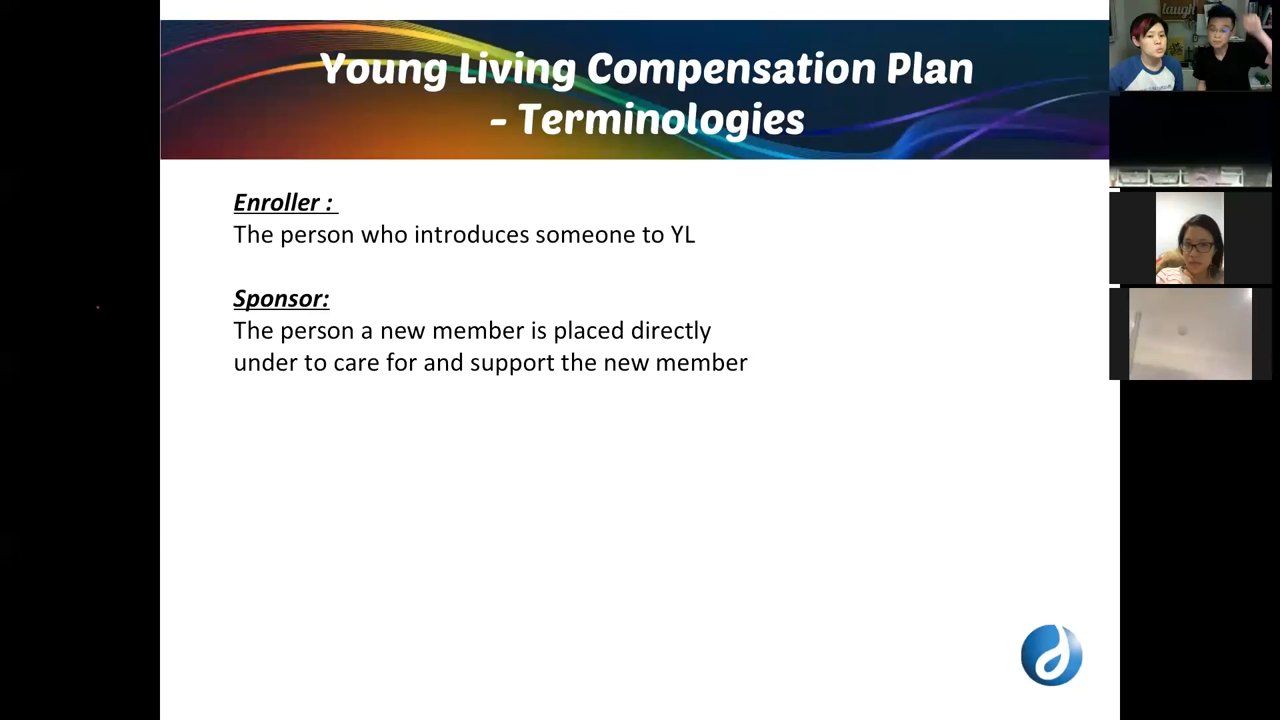 Young Living Compensation Plan
- Terminologies
Enroller :
The person who introduces someone to YL
Sponsor:
The person a new member is placed directly
under to care for and support the new member
laugh